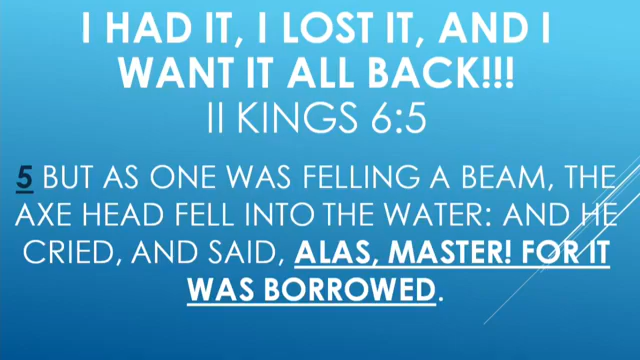 I HAD IT, I LOST IT, AND I
WANT IT ALL BACK!!!
II KINGS 6:5
5 BUT AS ONE WAS FELLING A BEAM, THE
AXE HEAD FELL INTO THE WATER: AND HE
CRIED, AND SAID, ALAS, MASTER! FOR IT
WAS BORROWED.